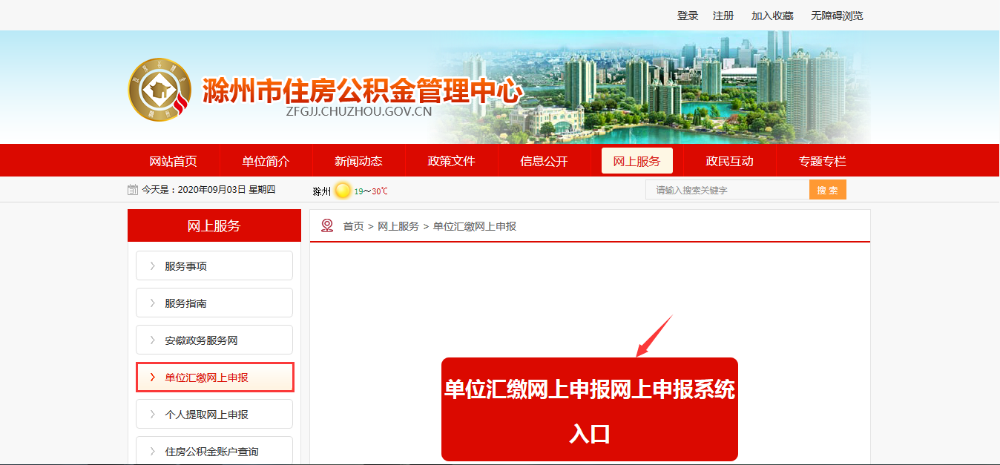 登录 注册 加入收藏 无障碍浏览
滁州市住房公积金管理中心
ZFGJJ.CHUZHOU.GOV.CN
网站首页 单位简介 新闻动态 政策文件 信息公开 网上服务 政民互动 专题专栏
今天是：2020年09月03日 星期四 滁州 19～30℃ 请输入搜索关键字 搜 索
网上服务
首页 > 网上服务 > 单位汇缴网上申报
服务事项
服务指南
安徽政务服务网
单位汇缴网上申报
个人提取网上申报
住房公积金账户查询
单位汇缴网上申报网上申报系统
入口